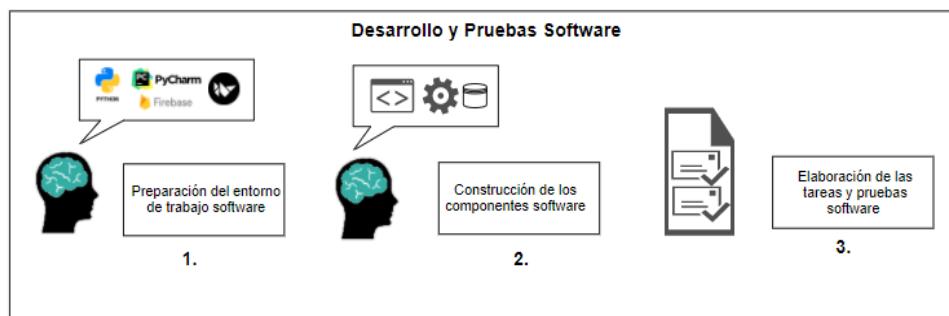 Desarrollo y Pruebas Software
PYTHON
PC
PyCharm
Firebase
< >
Preparación del entorno
de trabajo software
Construcción de los
componentes software
Elaboración de las
tareas y pruebas
software
1.
2.
3.